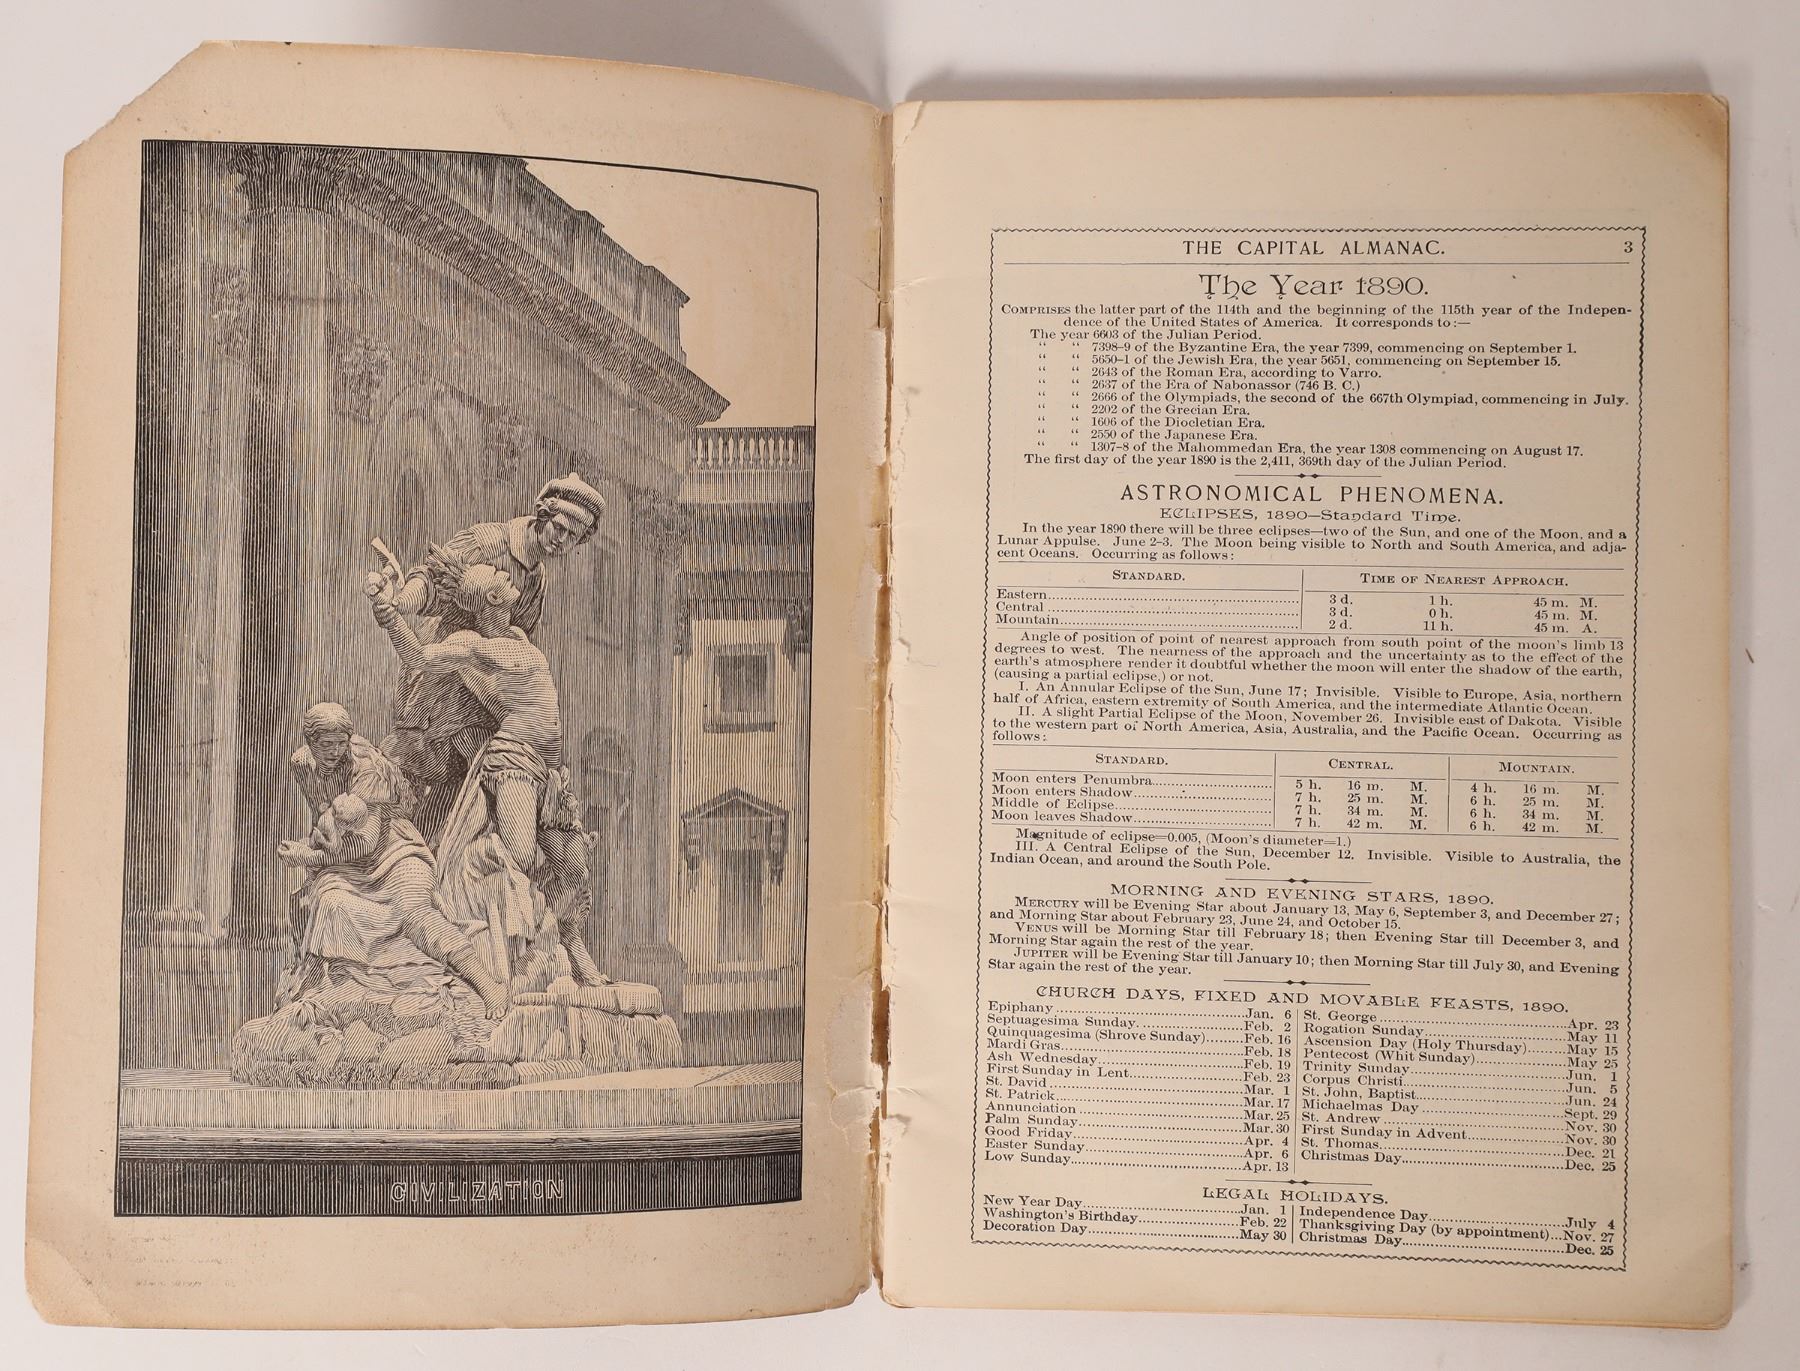 CIVILIZATION
THE CAPITAL ALMANAC. 3
The Year 1890.
COMPRISES the latter part of the 114th and the beginning of the 115th year of the Indepen-
dence of the United States of America. It corresponds to:—
The year 6603 of the Julian Period.
“ “ 7398-9 of the Byzantine Era, the year 7399, commencing on September 1.
“ “ 5650-1 of the Jewish Era, the year 5651, commencing on September 15.
“ “ 2643 of the Roman Era, according to Varro.
“ “ 2637 of the Era of Nabonassor (746 B. C.)
“ “ 2666 of the Olympiads, the second of the 667th Olympiad, commencing in July.
“ “ 2202 of the Grecian Era.
“ “ 1606 of the Diocletian Era.
“ “ 2550 of the Japanese Era.
“ “ 1307-8 of the Mahommedan Era, the year 1308 commencing on August 17.
The first day of the year 1890 is the 2,411, 369th day of the Julian Period.
ASTRONOMICAL PHENOMENA.
ECLIPSES, 1890—Standard Time.
In the year 1890 there will be three eclipses—two of the Sun, and one of the Moon, and a
Lunar Appulse. June 2-3. The Moon being visible to North and South America, and adja-
cent Oceans. Occurring as follows:
STANDARD. TIME OF NEAREST APPROACH.
Eastern 3 d. 1 h. 45 m. M.
Central 3 d. 0 h. 45 m. M.
Mountain 2 d. 11 h. 45 m. A.
Angle of position of point of nearest approach from south point of the moon's limb 13
degrees to west. The nearness of the approach and the uncertainty as to the effect of the
earth's atmosphere render it doubtful whether the moon will enter the shadow of the earth,
(causing a partial eclipse,) or not.
I. An Annular Eclipse of the Sun, June 17; Invisible. Visible to Europe, Asia, northern
half of Africa, eastern extremity of South America, and the intermediate Atlantic Ocean.
II. A slight Partial Eclipse of the Moon, November 26. Invisible east of Dakota. Visible
to the western part of North America, Asia, Australia, and the Pacific Ocean. Occurring as
follows:
STANDARD. CENTRAL. MOUNTAIN.
Moon enters Penumbra 5 h. 16 m. M. 4 h. 16 m. M.
Moon enters Shadow 7 h. 25 m. M. 6 h. 25 m. M.
Middle of Eclipse 7 h. 34 m. M. 6 h. 34 m. M.
Moon leaves Shadow 7 h. 42 m. M. 6 h. 42 m. M.
Magnitude of eclipse=0.005, (Moon's diameter=1.)
III. A Central Eclipse of the Sun, December 12. Invisible. Visible to Australia, the
Indian Ocean, and around the South Pole.
MORNING AND EVENING STARS, 1890.
MERCURY will be Evening Star about January 13, May 6, September 3, and December 27;
and Morning Star about February 23, June 24, and October 15.
VENUS will be Morning Star till February 18; then Evening Star till December 3, and
Morning Star again the rest of the year.
JUPITER will be Evening Star till January 10; then Morning Star till July 30, and Evening
Star again the rest of the year.
CHURCH DAYS, FIXED AND MOVABLE FEASTS, 1890.
Epiphany Jan. 6
Septuagesima Sunday Feb. 2
Quinquagesima (Shrove Sunday) Feb. 16
Mardi Gras Feb. 18
Ash Wednesday Feb. 19
First Sunday in Lent Feb. 23
St. David Mar. 1
St. Patrick Mar. 17
Annunciation Mar. 25
Palm Sunday Mar. 30
Good Friday Apr. 4
Easter Sunday Apr. 6
Low Sunday Apr. 13
St. George Apr. 23
Rogation Sunday May 11
Ascension Day (Holy Thursday) May 15
Pentecost (Whit Sunday) May 25
Trinity Sunday Jun. 1
Corpus Christi Jun. 5
St. John, Baptist Jun. 24
Michaelmas Day Sept. 29
St. Andrew Nov. 30
First Sunday in Advent Nov. 30
St. Thomas Dec. 21
Christmas Day Dec. 25
LEGAL HOLIDAYS.
New Year Day Jan. 1
Washington's Birthday Feb. 22
Decoration Day May 30
Independence Day July 4
Thanksgiving Day (by appointment) Nov. 27
Christmas Day Dec. 25